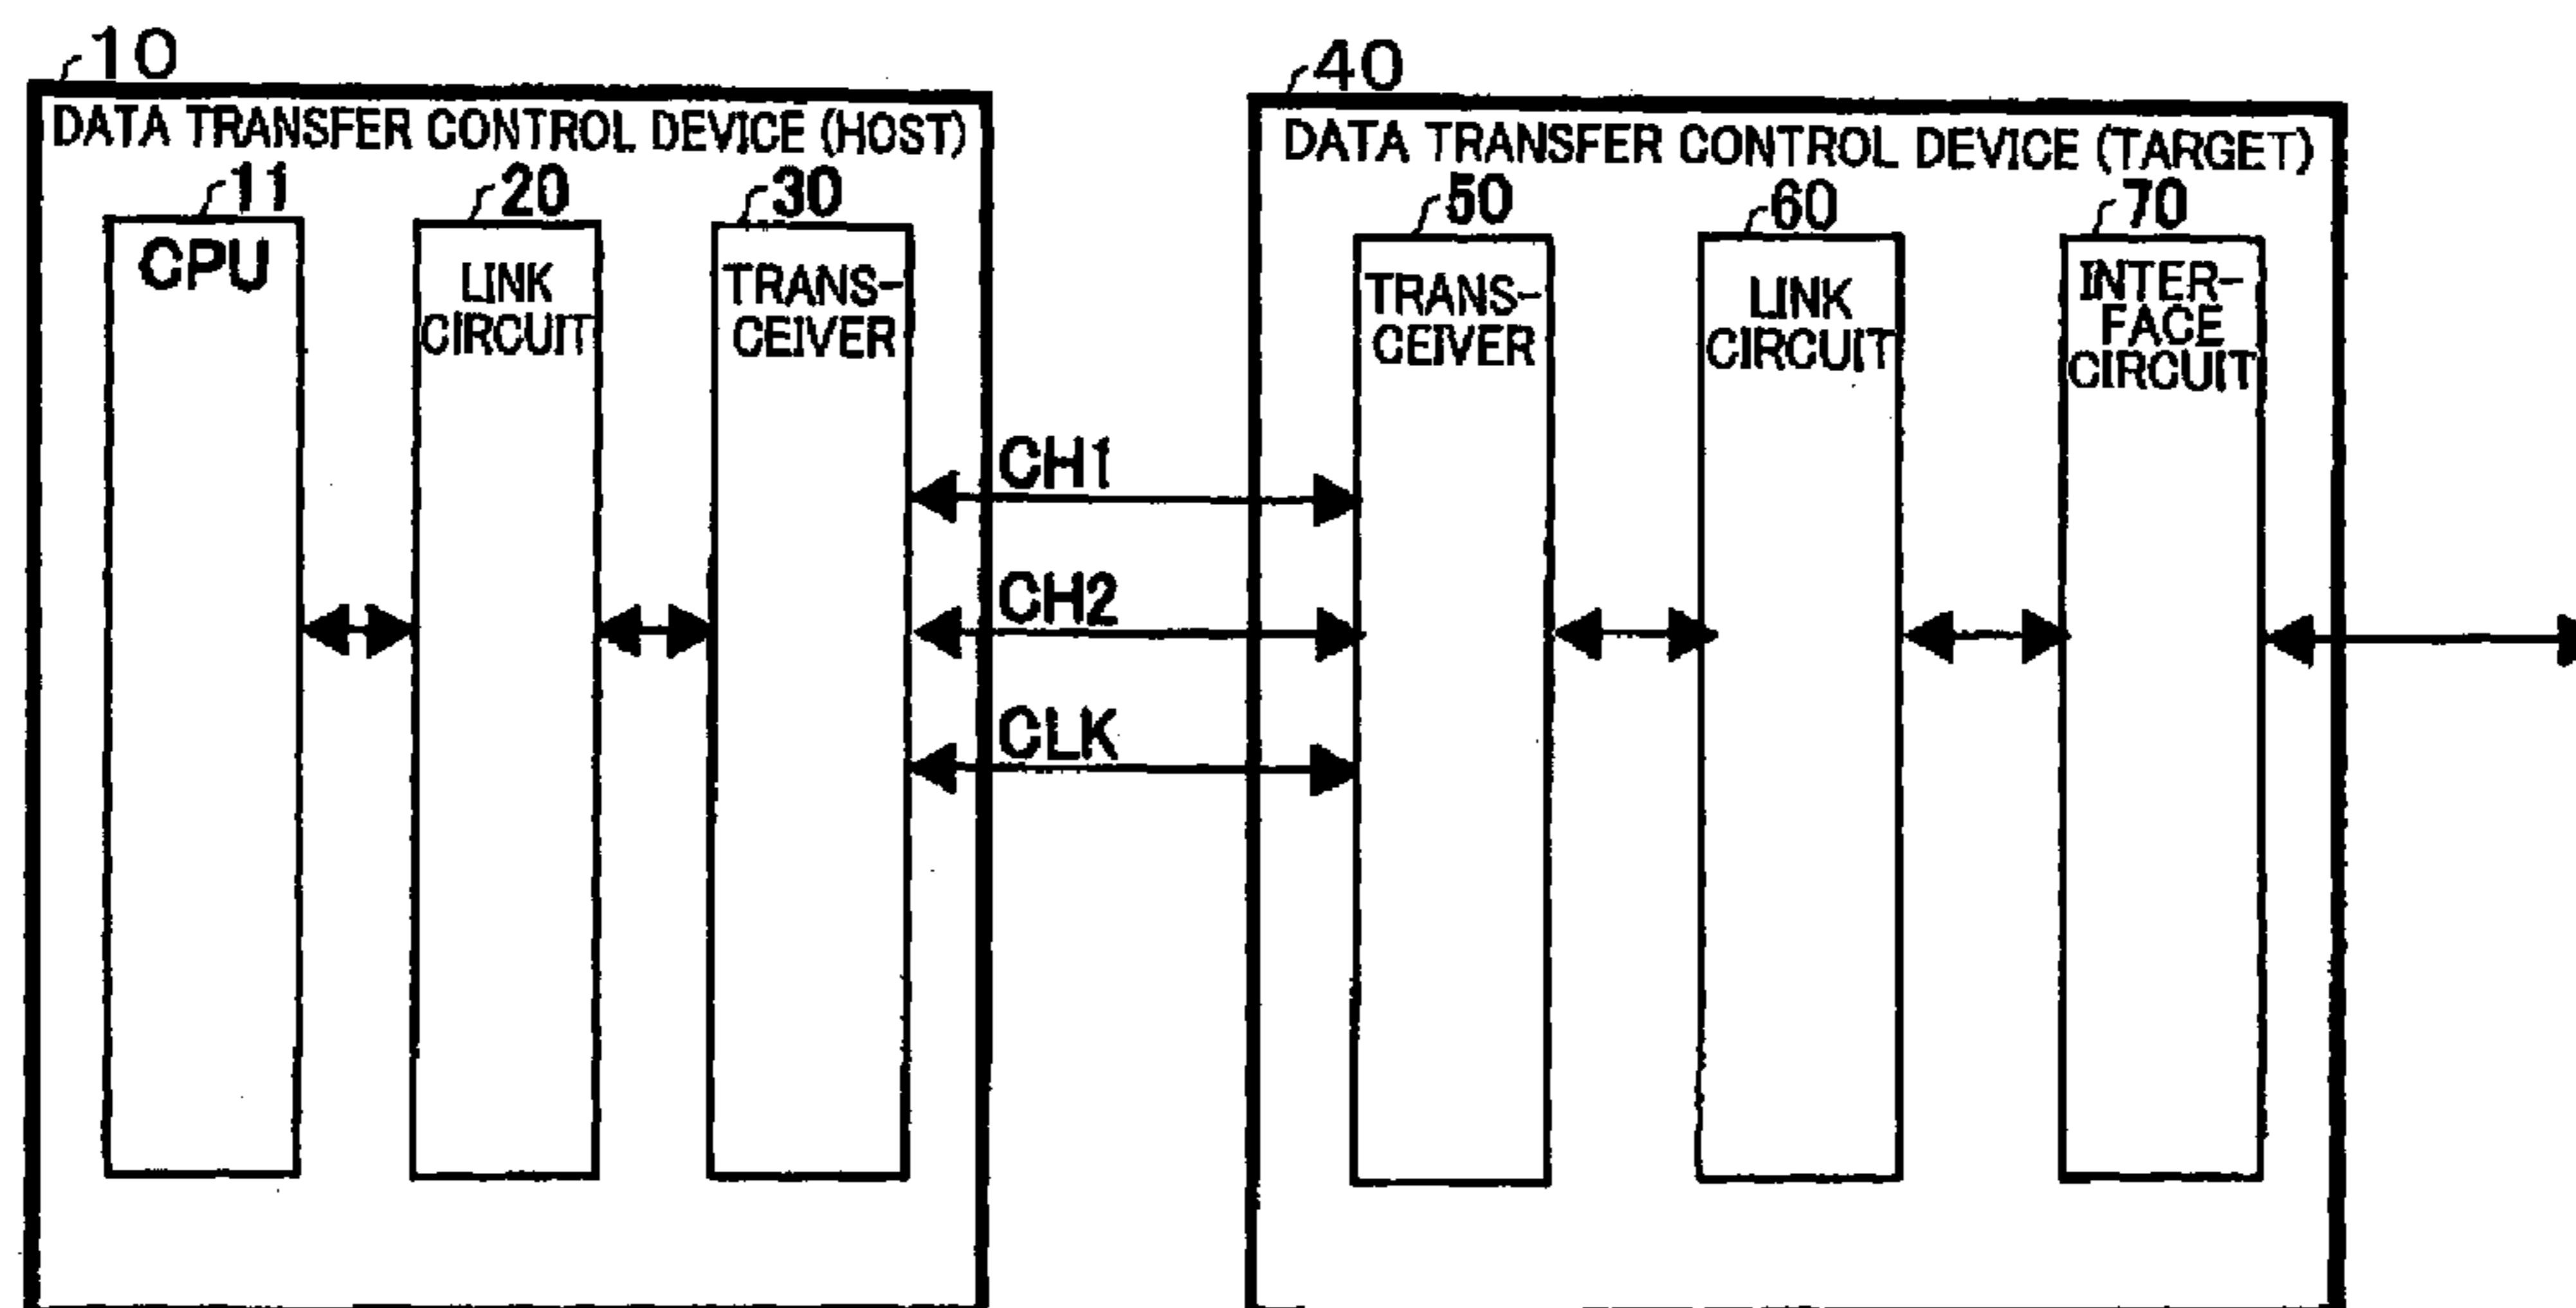 10
DATA TRANSFER CONTROL DEVICE (HOST)
11
CPU
20
LINK
CIRCUIT
30
TRANS-
CEIVER
CH1
CH2
CLK
40
DATA TRANSFER CONTROL DEVICE (TARGET)
50
TRANS-
CEIVER
60
LINK
CIRCUIT
70
INTER-
FACE
CIRCUIT